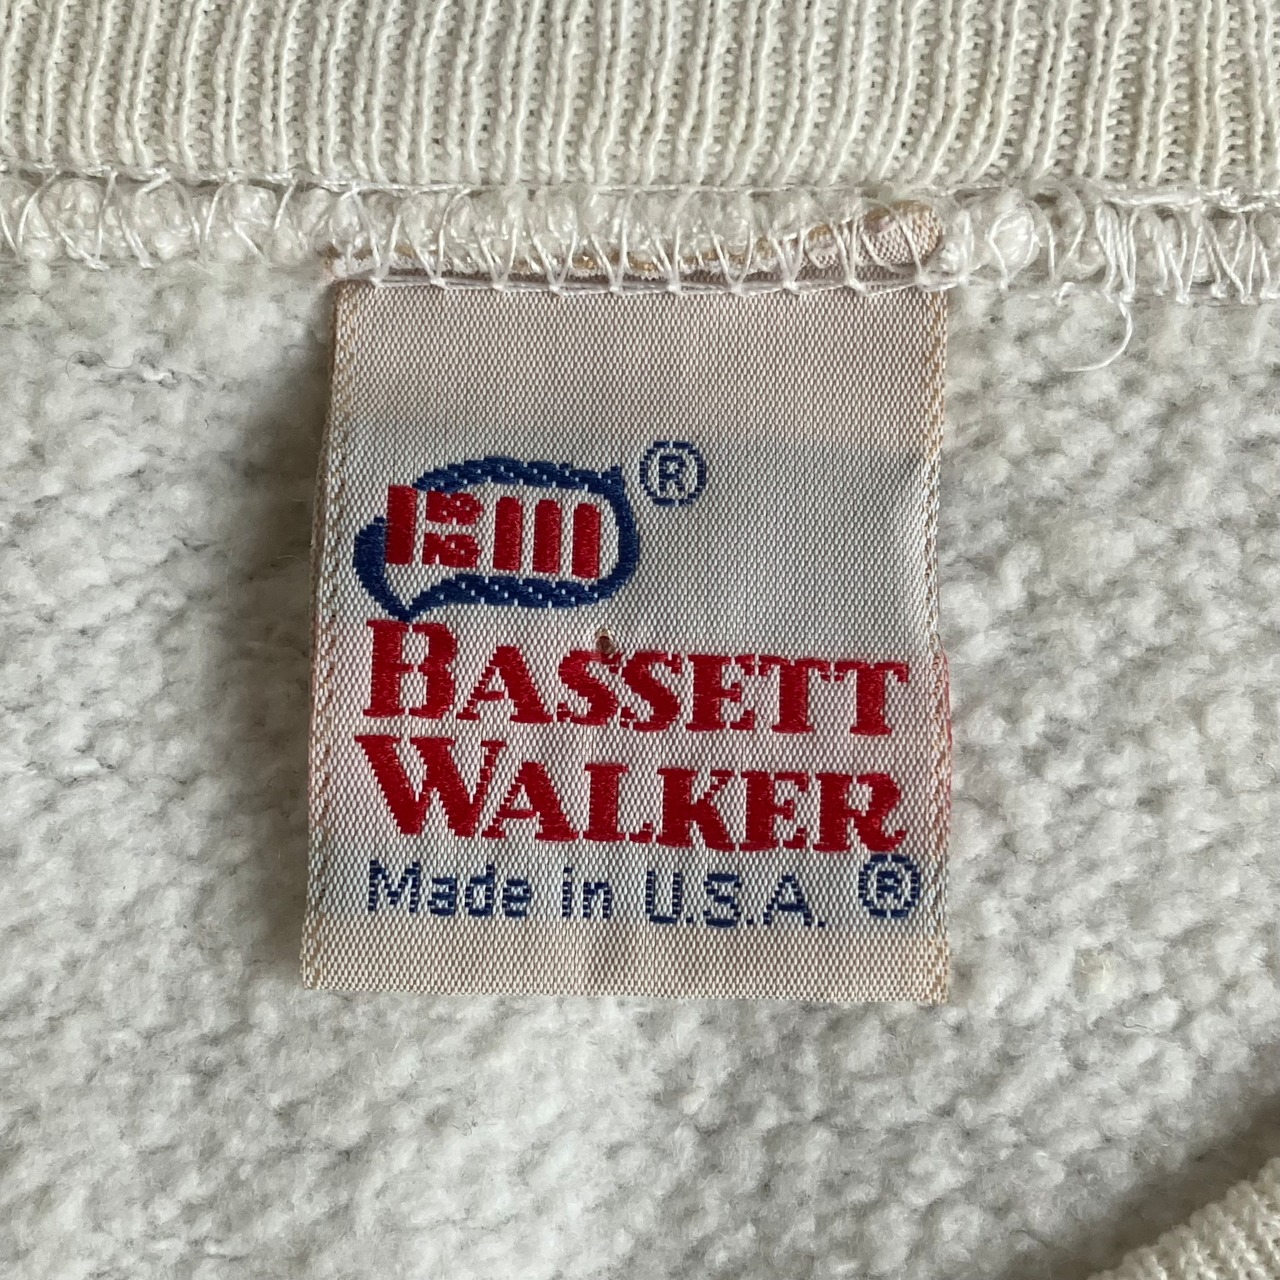 ®
BASSETT
WALKER
Made in U.S.A. ®